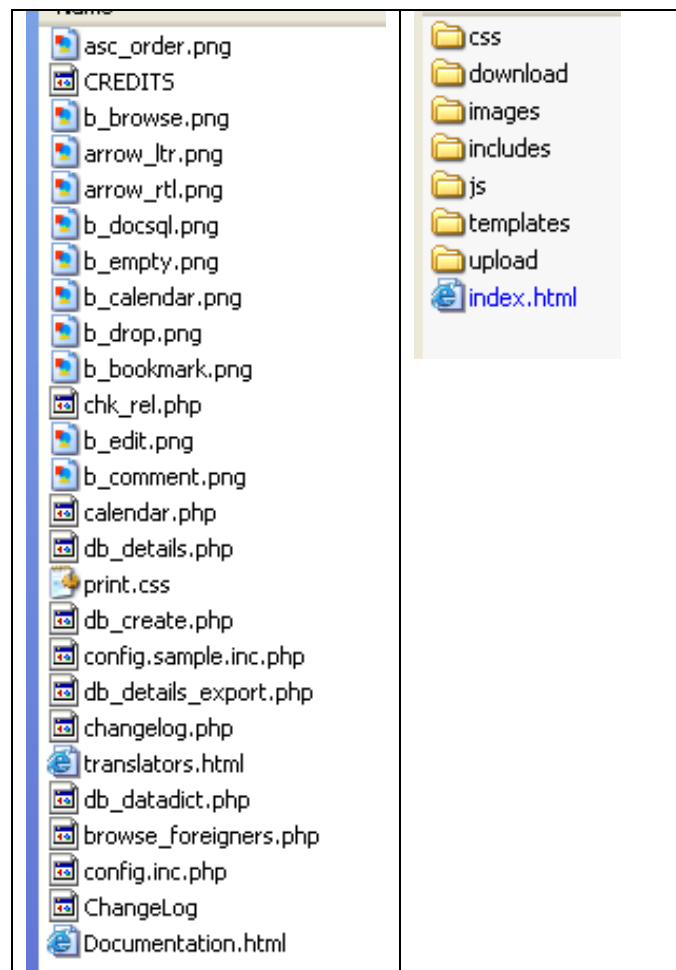 Name
asc_order.png
CREDITS
b_browse.png
arrow_ltr.png
arrow_rtl.png
b_docsql.png
b_empty.png
b_calendar.png
b_drop.png
b_bookmark.png
chk_rel.php
b_edit.png
b_comment.png
calendar.php
db_details.php
print.css
db_create.php
config.sample.inc.php
db_details_export.php
changelog.php
translators.html
db_datadict.php
browse_foreigners.php
config.inc.php
ChangeLog
Documentation.html
css
download
images
includes
js
templates
upload
index.html